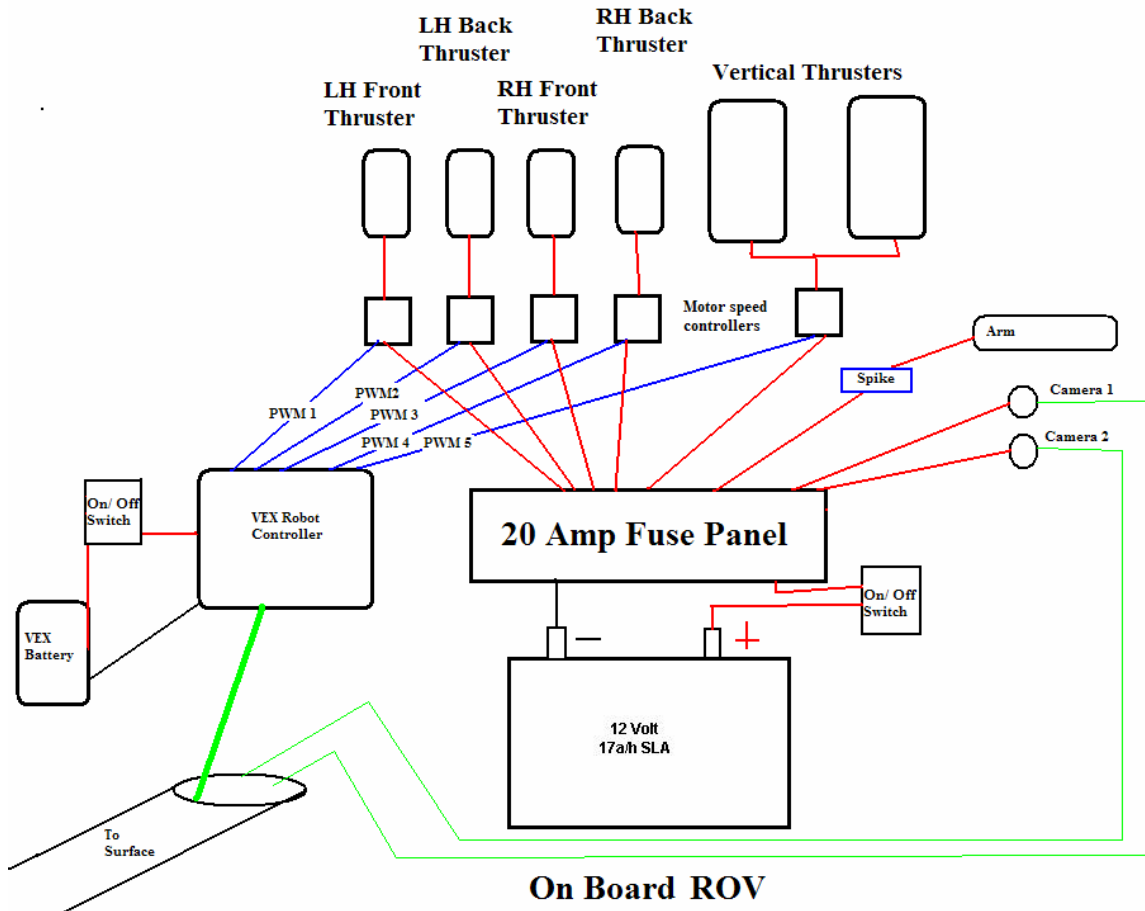 LH Back
Thruster
RH Back
Thruster
LH Front
Thruster
RH Front
Thruster
Vertical Thrusters
Motor speed
controllers
Arm
Spike
Camera 1
Camera 2
PWM 1
PWM2
PWM 3
PWM 4
PWM 5
On/ Off
Switch
VEX Robot
Controller
20 Amp Fuse Panel
On/ Off
Switch
VEX
Battery
− +
12 Volt
17a/h SLA
To
Surface
On Board ROV